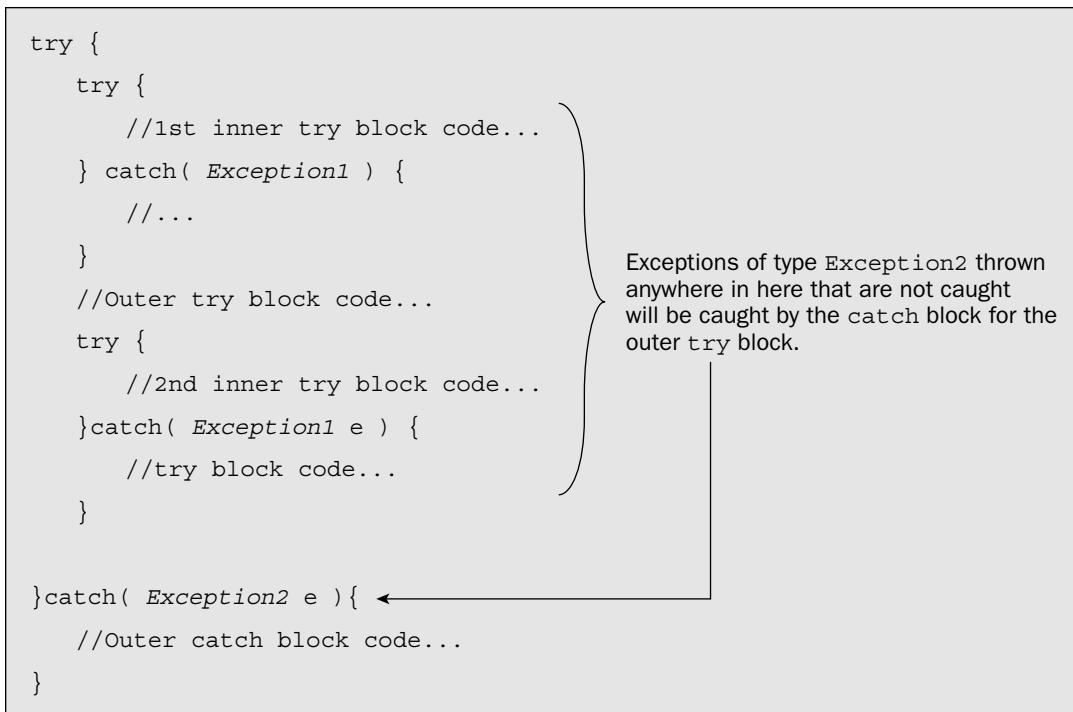 try {
try {
//1st inner try block code...
} catch( Exception1 ) {
//...
}
//Outer try block code...
try {
//2nd inner try block code...
}catch( Exception1 e ) {
//try block code...
}
}catch( Exception2 e ){
//Outer catch block code...
}
Exceptions of type Exception2 thrown
anywhere in here that are not caught
will be caught by the catch block for the
outer try block.